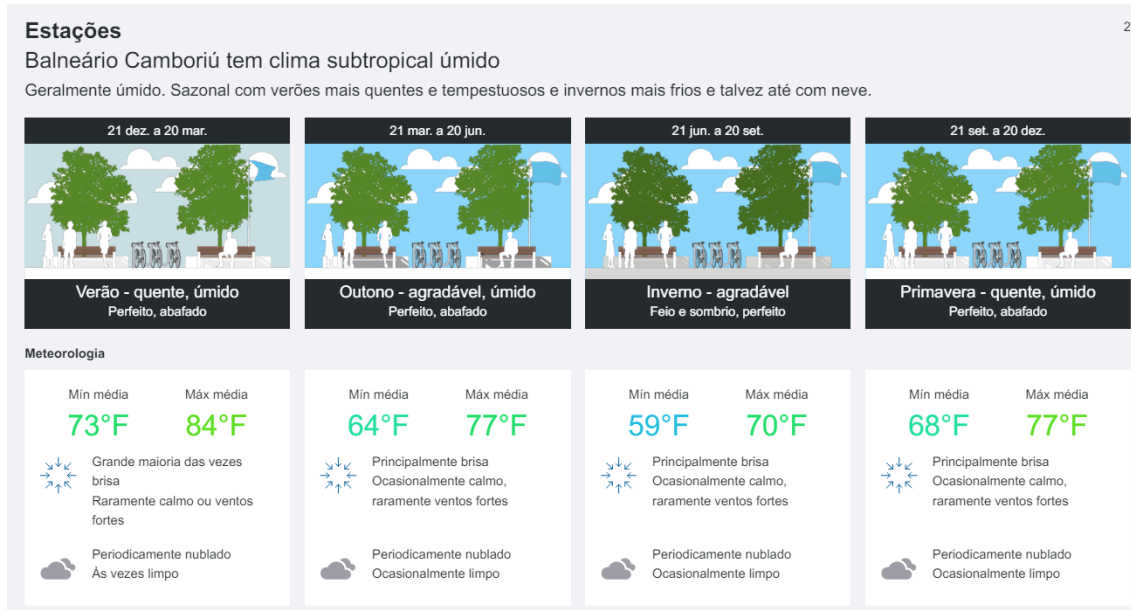 Estações
2
Balneário Camboriú tem clima subtropical úmido
Geralmente úmido. Sazonal com verões mais quentes e tempestuosos e invernos mais frios e talvez até com neve.
21 dez. a 20 mar.
Verão - quente, úmido
Perfeito, abafado
21 mar. a 20 jun.
Outono - agradável, úmido
Perfeito, abafado
21 jun. a 20 set.
Inverno - agradável
Feio e sombrio, perfeito
21 set. a 20 dez.
Primavera - quente, úmido
Perfeito, abafado
Meteorologia
Mín média Máx média
73°F 84°F
Grande maioria das vezes
brisa
Raramente calmo ou ventos
fortes
Periodicamente nublado
Às vezes limpo
Mín média Máx média
64°F 77°F
Principalmente brisa
Ocasionalmente calmo,
raramente ventos fortes
Periodicamente nublado
Ocasionalmente limpo
Mín média Máx média
59°F 70°F
Principalmente brisa
Ocasionalmente calmo,
raramente ventos fortes
Periodicamente nublado
Ocasionalmente limpo
Mín média Máx média
68°F 77°F
Principalmente brisa
Ocasionalmente calmo,
raramente ventos fortes
Periodicamente nublado
Ocasionalmente limpo